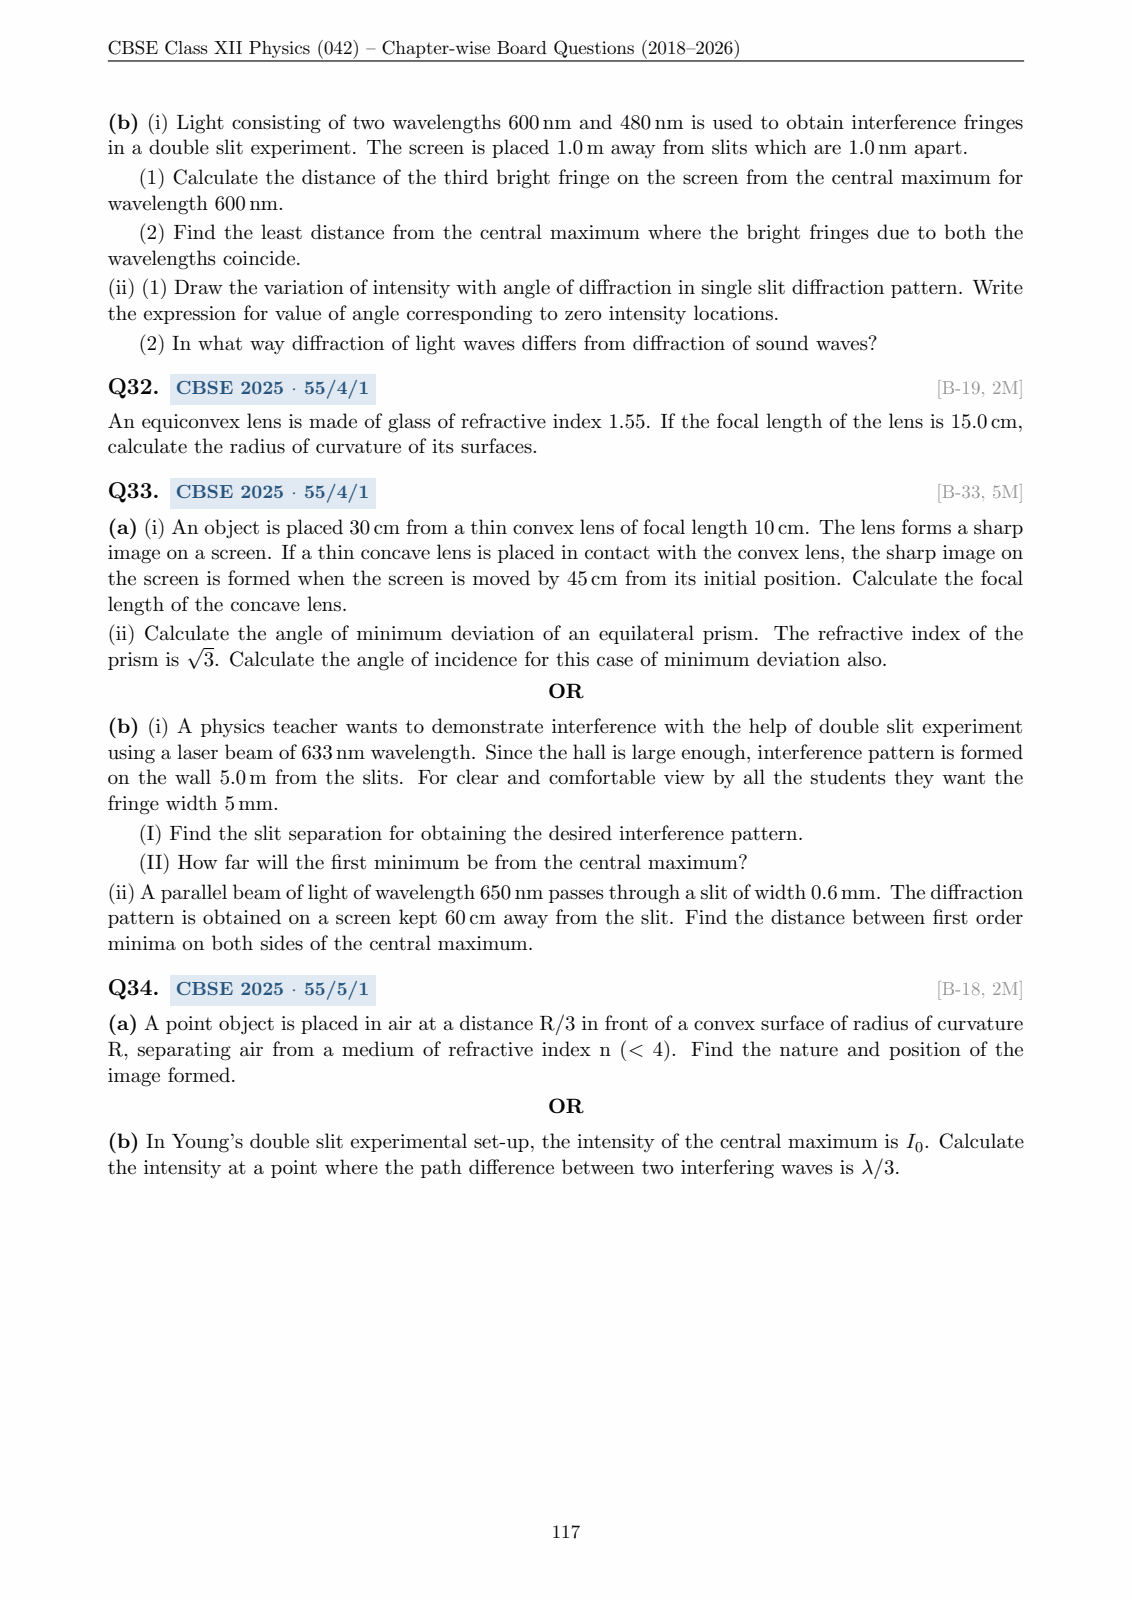 CBSE Class XII Physics (042) – Chapter-wise Board Questions (2018–2026)
(b) (i) Light consisting of two wavelengths 600 nm and 480 nm is used to obtain interference fringes
in a double slit experiment. The screen is placed 1.0 m away from slits which are 1.0 nm apart.
(1) Calculate the distance of the third bright fringe on the screen from the central maximum for
wavelength 600 nm.
(2) Find the least distance from the central maximum where the bright fringes due to both the
wavelengths coincide.
(ii) (1) Draw the variation of intensity with angle of diffraction in single slit diffraction pattern. Write
the expression for value of angle corresponding to zero intensity locations.
(2) In what way diffraction of light waves differs from diffraction of sound waves?
Q32. CBSE 2025 · 55/4/1 [B-19, 2M]
An equiconvex lens is made of glass of refractive index 1.55. If the focal length of the lens is 15.0 cm,
calculate the radius of curvature of its surfaces.
Q33. CBSE 2025 · 55/4/1 [B-33, 5M]
(a) (i) An object is placed 30 cm from a thin convex lens of focal length 10 cm. The lens forms a sharp
image on a screen. If a thin concave lens is placed in contact with the convex lens, the sharp image on
the screen is formed when the screen is moved by 45 cm from its initial position. Calculate the focal
length of the concave lens.
(ii) Calculate the angle of minimum deviation of an equilateral prism. The refractive index of the
prism is √3. Calculate the angle of incidence for this case of minimum deviation also.
OR
(b) (i) A physics teacher wants to demonstrate interference with the help of double slit experiment
using a laser beam of 633 nm wavelength. Since the hall is large enough, interference pattern is formed
on the wall 5.0 m from the slits. For clear and comfortable view by all the students they want the
fringe width 5 mm.
(I) Find the slit separation for obtaining the desired interference pattern.
(II) How far will the first minimum be from the central maximum?
(ii) A parallel beam of light of wavelength 650 nm passes through a slit of width 0.6 mm. The diffraction
pattern is obtained on a screen kept 60 cm away from the slit. Find the distance between first order
minima on both sides of the central maximum.
Q34. CBSE 2025 · 55/5/1 [B-18, 2M]
(a) A point object is placed in air at a distance R/3 in front of a convex surface of radius of curvature
R, separating air from a medium of refractive index n (< 4). Find the nature and position of the
image formed.
OR
(b) In Young's double slit experimental set-up, the intensity of the central maximum is I₀. Calculate
the intensity at a point where the path difference between two interfering waves is λ/3.
117